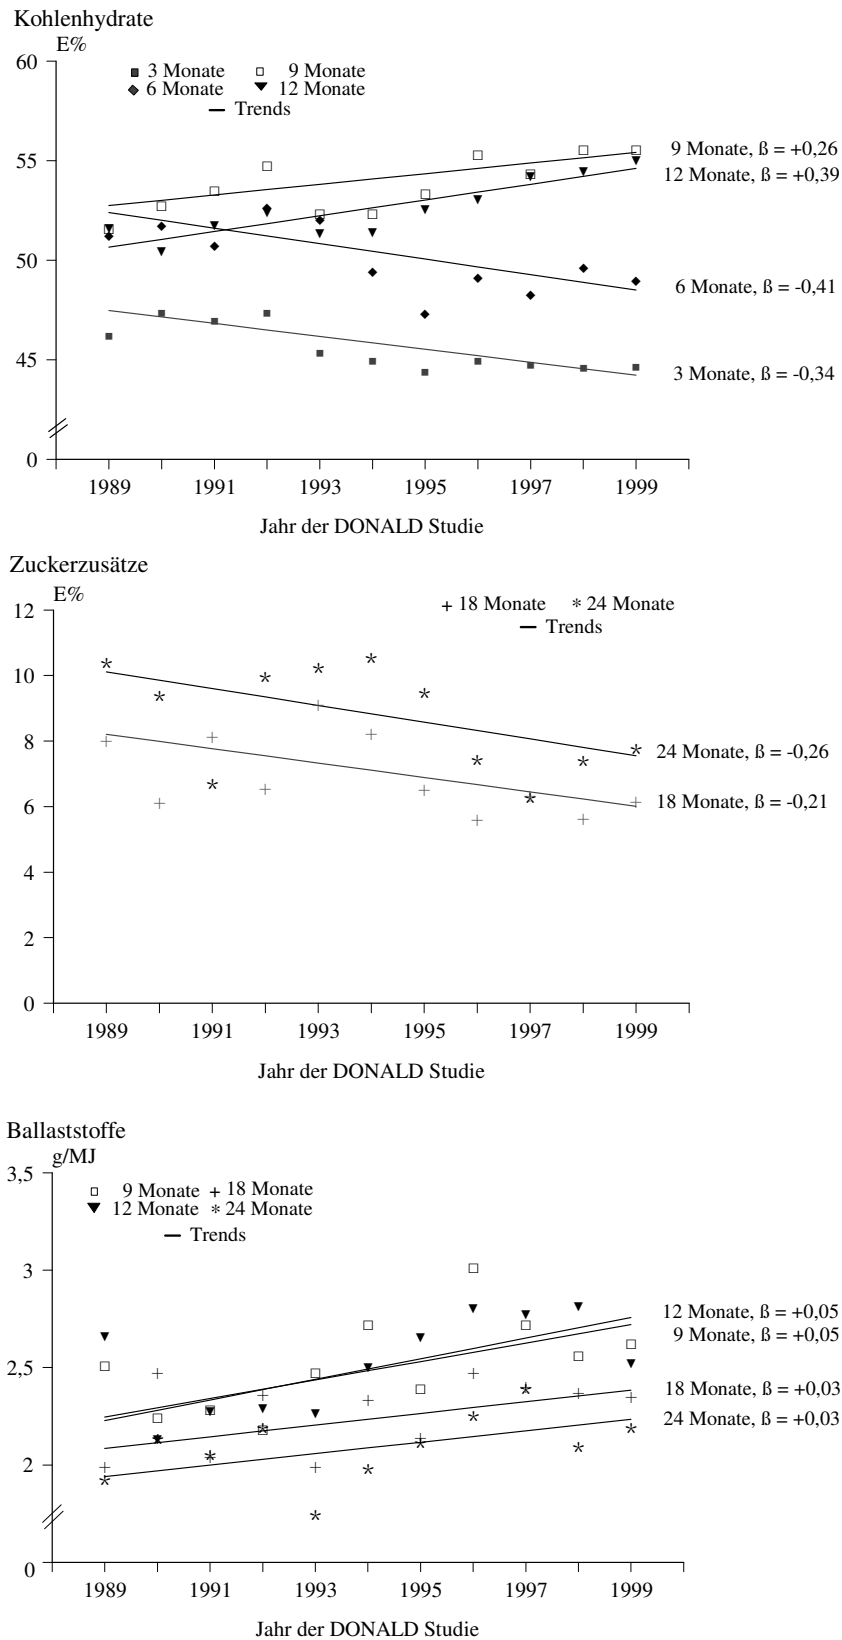 Kohlenhydrate
E%
60
55
50
45
0
3 Monate 9 Monate
6 Monate 12 Monate
Trends
9 Monate, ß = +0,26
12 Monate, ß = +0,39
6 Monate, ß = -0,41
3 Monate, ß = -0,34
1989 1991 1993 1995 1997 1999
Jahr der DONALD Studie
Zuckerzusätze
E%
12
10
8
6
4
2
0
+ 18 Monate * 24 Monate
Trends
24 Monate, ß = -0,26
18 Monate, ß = -0,21
1989 1991 1993 1995 1997 1999
Jahr der DONALD Studie
Ballaststoffe
g/MJ
3,5
3
2,5
2
0
9 Monate + 18 Monate
12 Monate * 24 Monate
Trends
12 Monate, ß = +0,05
9 Monate, ß = +0,05
18 Monate, ß = +0,03
24 Monate, ß = +0,03
1989 1991 1993 1995 1997 1999
Jahr der DONALD Studie